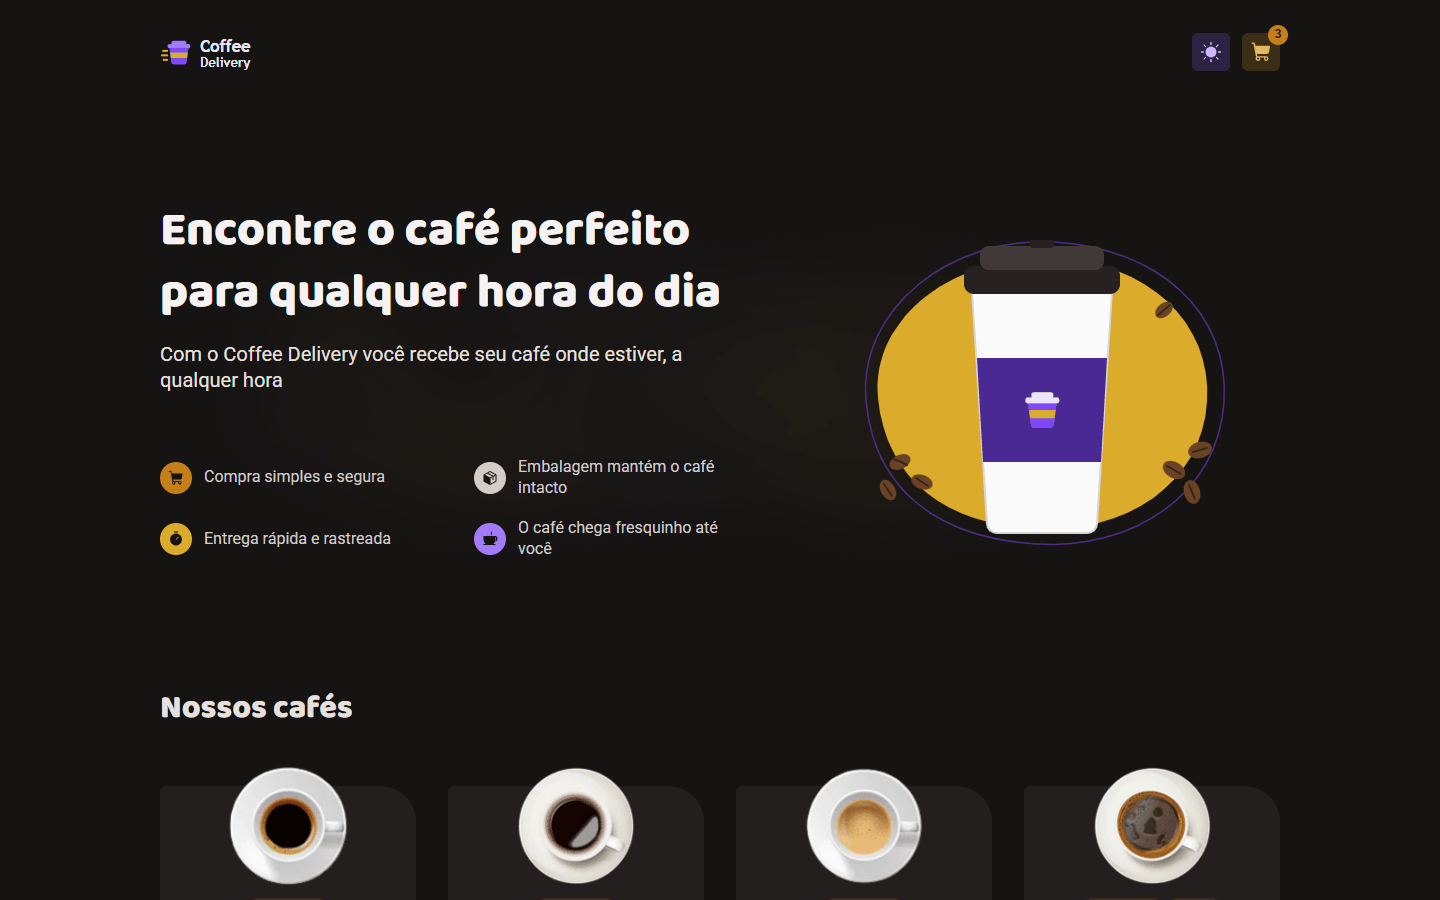 Coffee
Delivery
3
Encontre o café perfeito
para qualquer hora do dia
Com o Coffee Delivery você recebe seu café onde estiver, a
qualquer hora
Compra simples e segura
Embalagem mantém o café
intacto
Entrega rápida e rastreada
O café chega fresquinho até
você
Nossos cafés